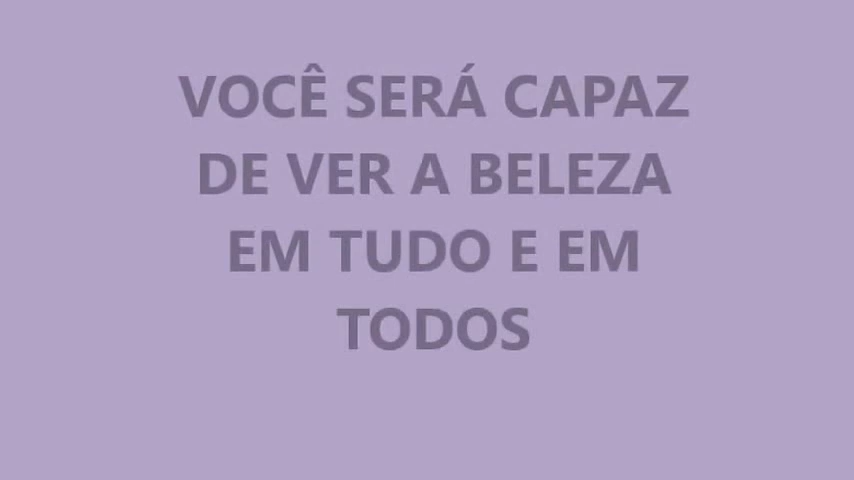 VOCÊ SERÁ CAPAZ
DE VER A BELEZA
EM TUDO E EM
TODOS